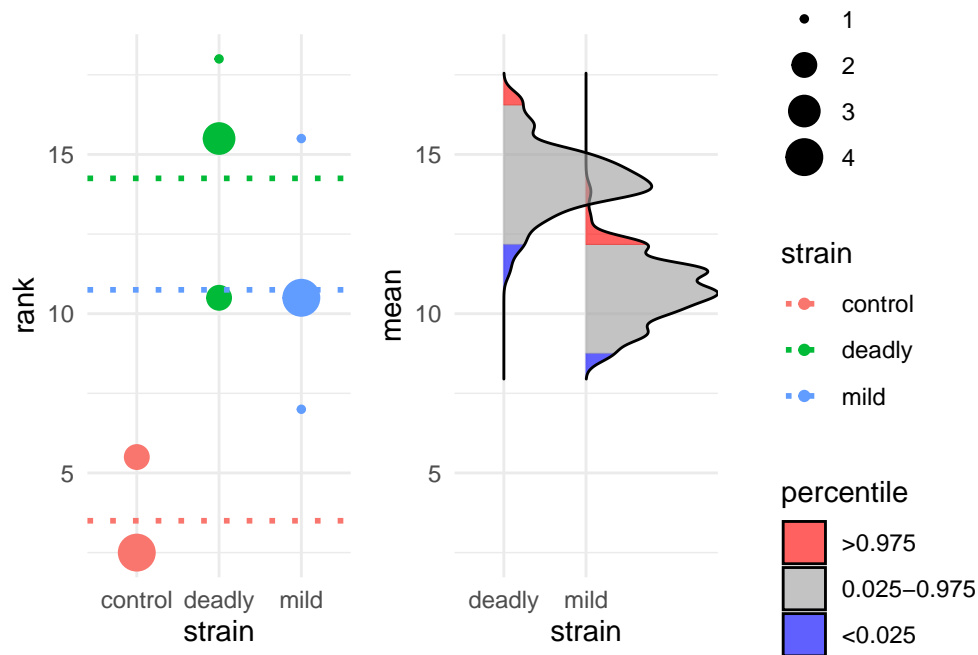 rank
15
10
5
control deadly mild
strain
mean
15
10
5
deadly mild
strain
1
2
3
4
strain
control
deadly
mild
percentile
>0.975
0.025−0.975
<0.025